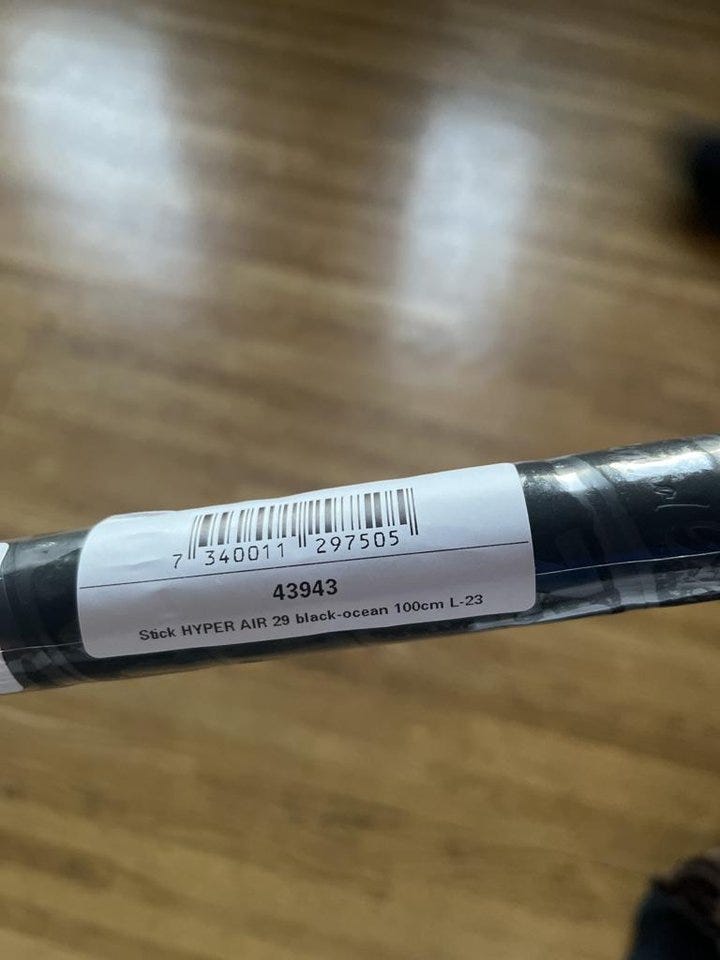 7 340011 297505
43943
Stick HYPER AIR 29 black-ocean 100cm L-23